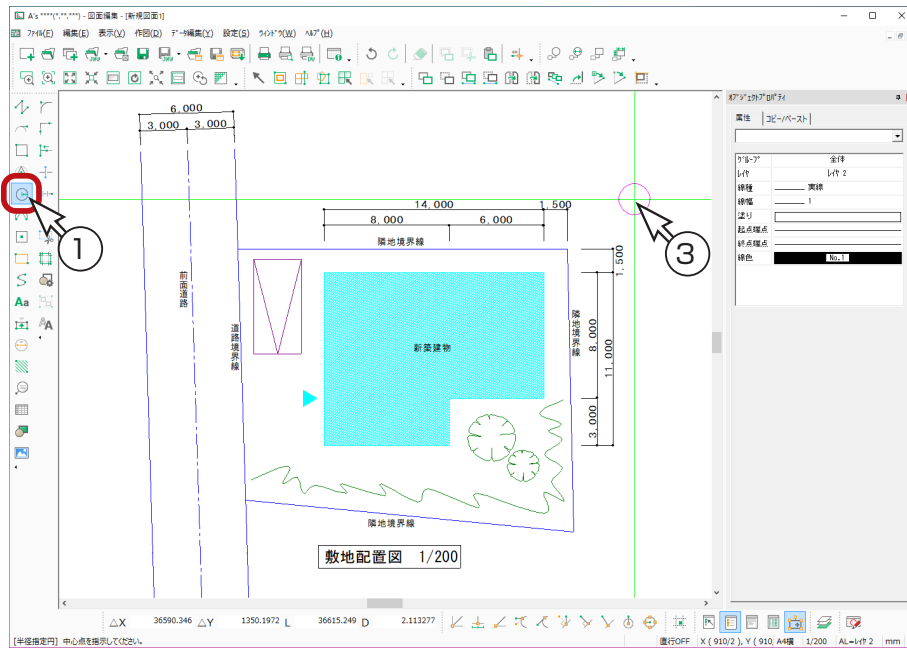 A's ****(*.**.***) - 図面編集 - [新規図面1]
ﾌｧｲﾙ(F) 編集(E) 表示(V) 作図(D) ﾃﾞｰﾀ編集(Y) 設定(S) ｳｨﾝﾄﾞｳ(W) ﾍﾙﾌﾟ(H)
ｵﾌﾞｼﾞｪｸﾄﾌﾟﾛﾊﾟﾃｨ
属性 ｺﾋﾟｰ/ﾍﾟｰｽﾄ
ｸﾞﾙｰﾌﾟ 全体
ﾚｲﾔ ﾚｲﾔ 2
線種 実線
線幅 1
塗り
起点端点
終点端点
線色 No.1
6,000
3,000 3,000
①
③
14,000 1,500
8,000 6,000
隣地境界線
1,500
前面道路
道路境界線
新築建物
隣地境界線
8,000
11,000
3,000
隣地境界線
敷地配置図 1/200
Aa
△X 36590.346 △Y 1350.1972 L 36615.249 D 2.113277
[半径指定円] 中心点を指示してください。
直行OFF X ( 910/2 ), Y ( 910 A4横 1/200 AL=ﾚｲﾔ 2 mm